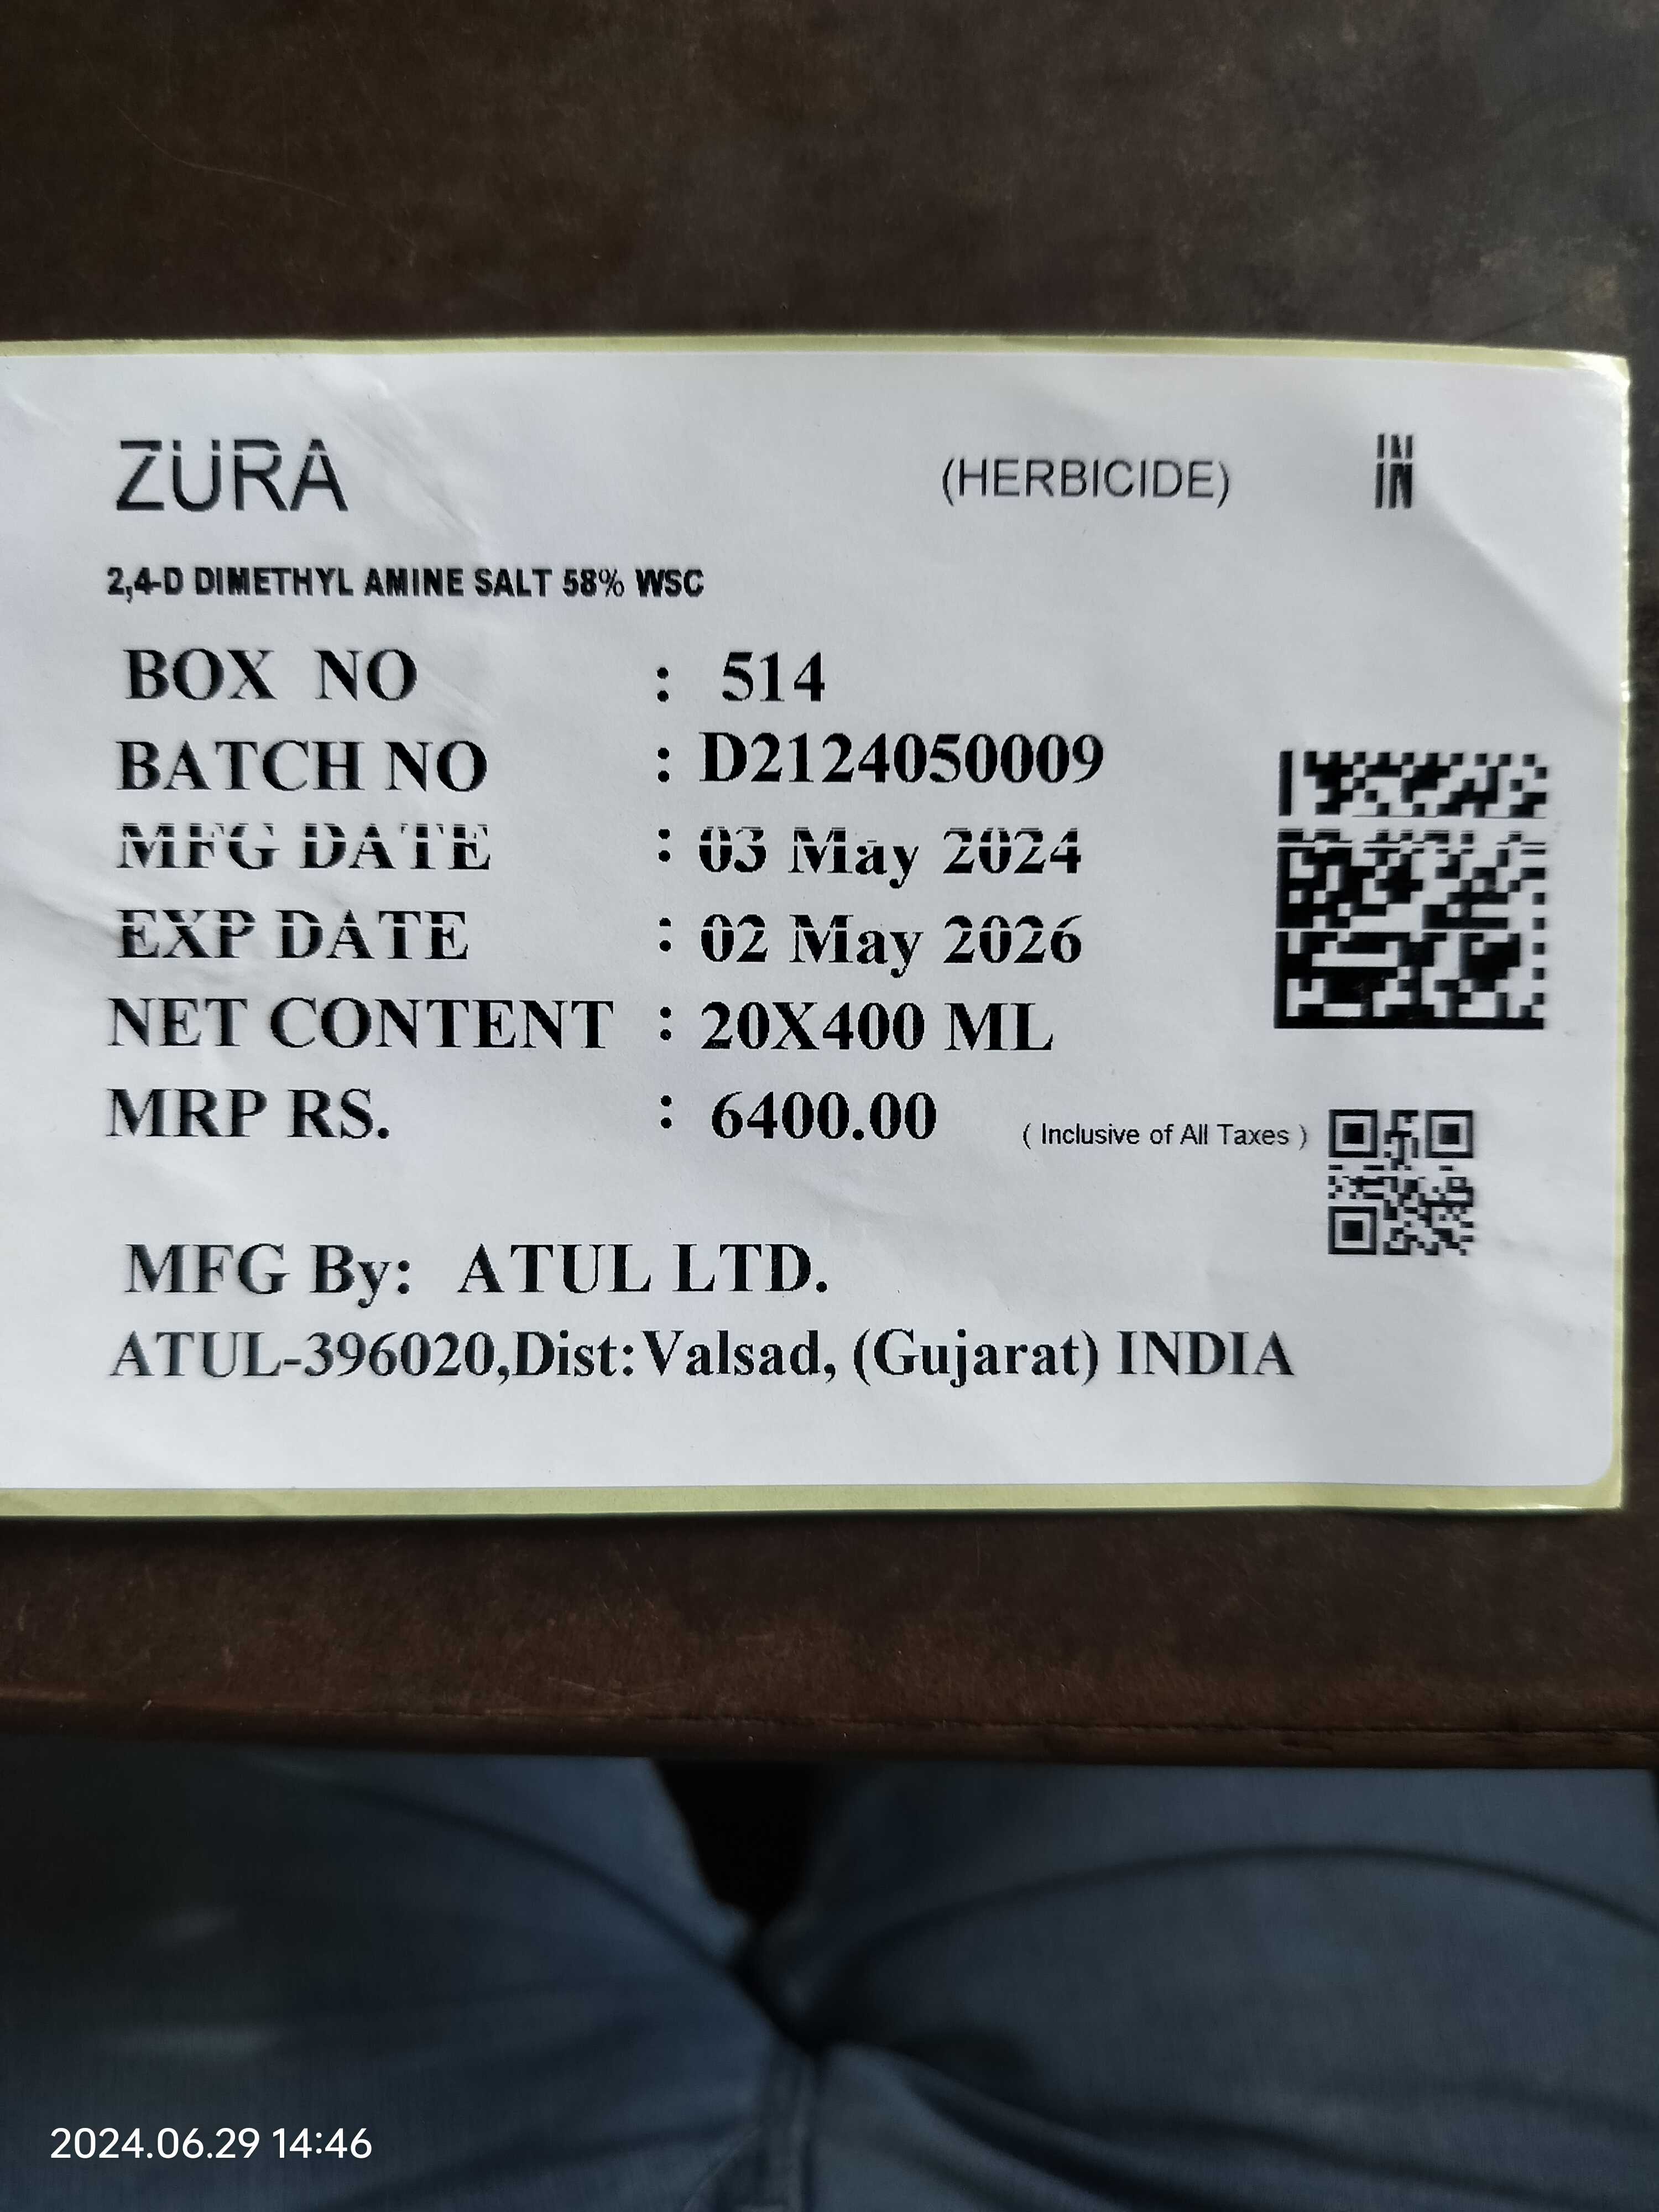 ZURA (HERBICIDE) IN
2,4-D DIMETHYL AMINE SALT 58% WSC
BOX NO : 514
BATCH NO : D2124050009
MFG DATE : 03 May 2024
EXP DATE : 02 May 2026
NET CONTENT : 20X400 ML
MRP RS. : 6400.00 ( Inclusive of All Taxes )
MFG By: ATUL LTD.
ATUL-396020,Dist:Valsad, (Gujarat) INDIA
2024.06.29 14:46